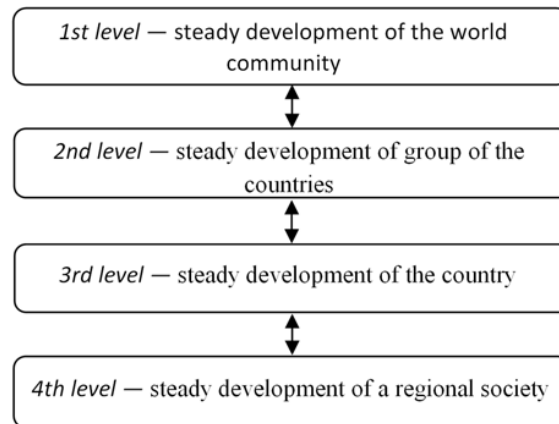 1st level — steady development of the world
community
2nd level — steady development of group of the
countries
3rd level — steady development of the country
4th level — steady development of a regional society